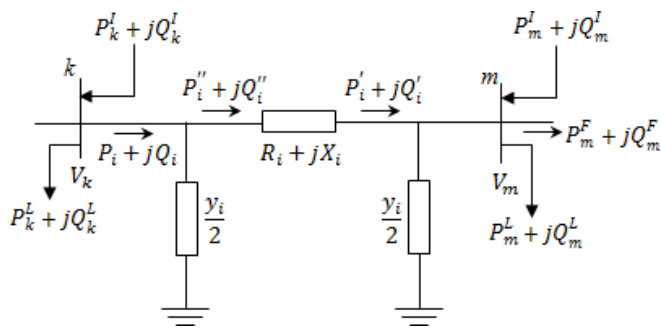 P_k^I + jQ_k^I
P_m^I + jQ_m^I
k
P_i^'' + jQ_i^''
P_i^' + jQ_i^'
m
P_i + jQ_i
R_i + jX_i
P_m^F + jQ_m^F
V_k
V_m
P_k^L + jQ_k^L
y_i/2
y_i/2
P_m^L + jQ_m^L